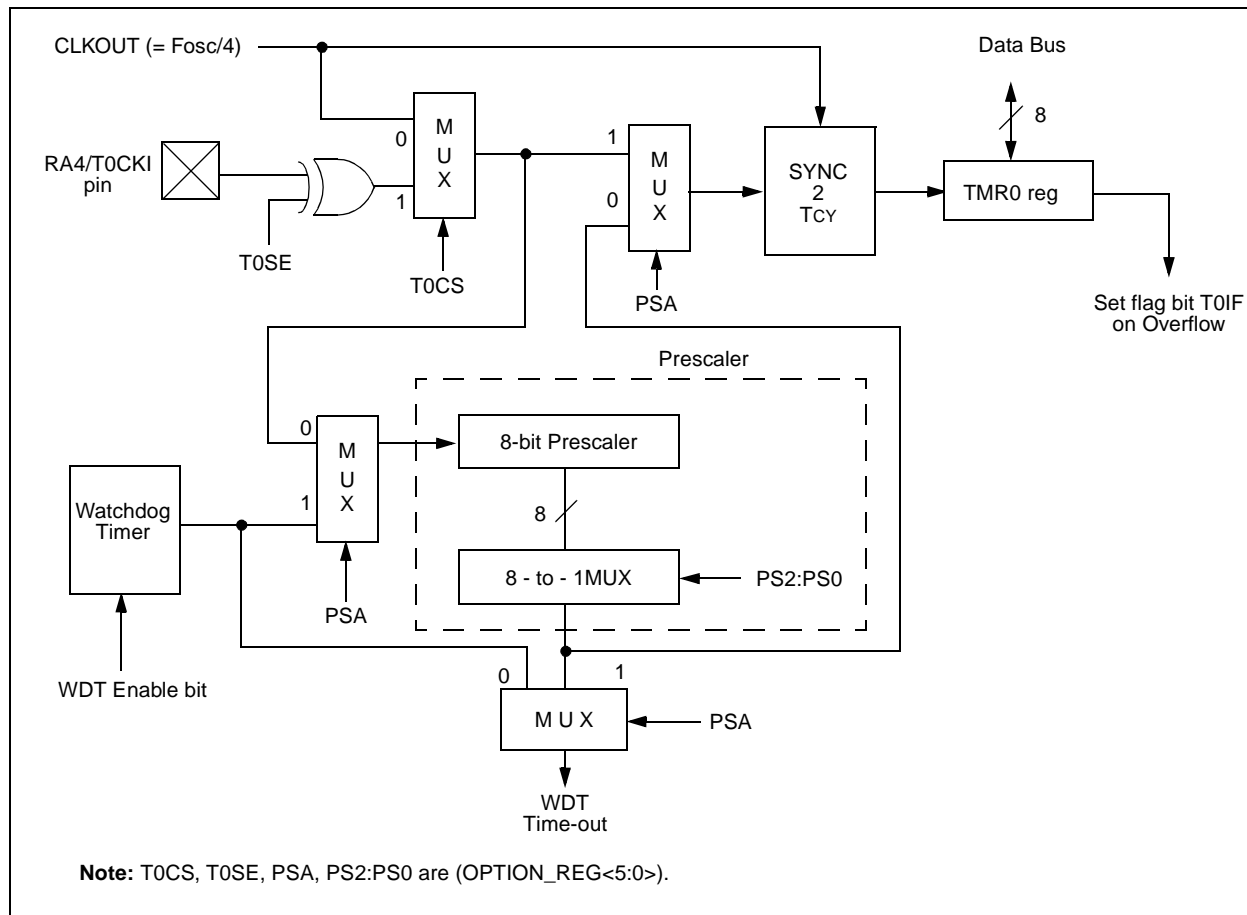 CLKOUT (= Fosc/4)
Data Bus
8
RA4/T0CKI
pin
0
1
M
U
X
T0SE
T0CS
1
0
M
U
X
PSA
SYNC
2
TCY
TMR0 reg
Set flag bit T0IF
on Overflow
Prescaler
0
1
M
U
X
PSA
8-bit Prescaler
8
8 - to - 1MUX
PS2:PS0
Watchdog
Timer
WDT Enable bit
0
1
M U X
PSA
WDT
Time-out
Note: T0CS, T0SE, PSA, PS2:PS0 are (OPTION_REG<5:0>).